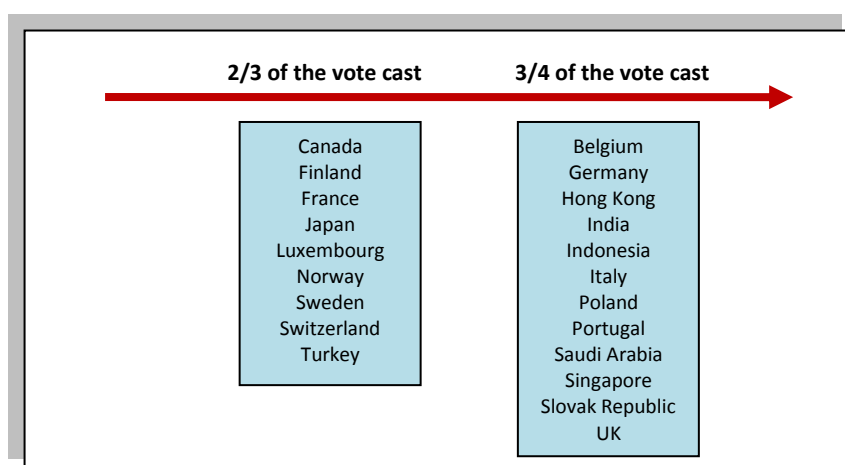 2/3 of the vote cast
3/4 of the vote cast
Canada
Finland
France
Japan
Luxembourg
Norway
Sweden
Switzerland
Turkey
Belgium
Germany
Hong Kong
India
Indonesia
Italy
Poland
Portugal
Saudi Arabia
Singapore
Slovak Republic
UK